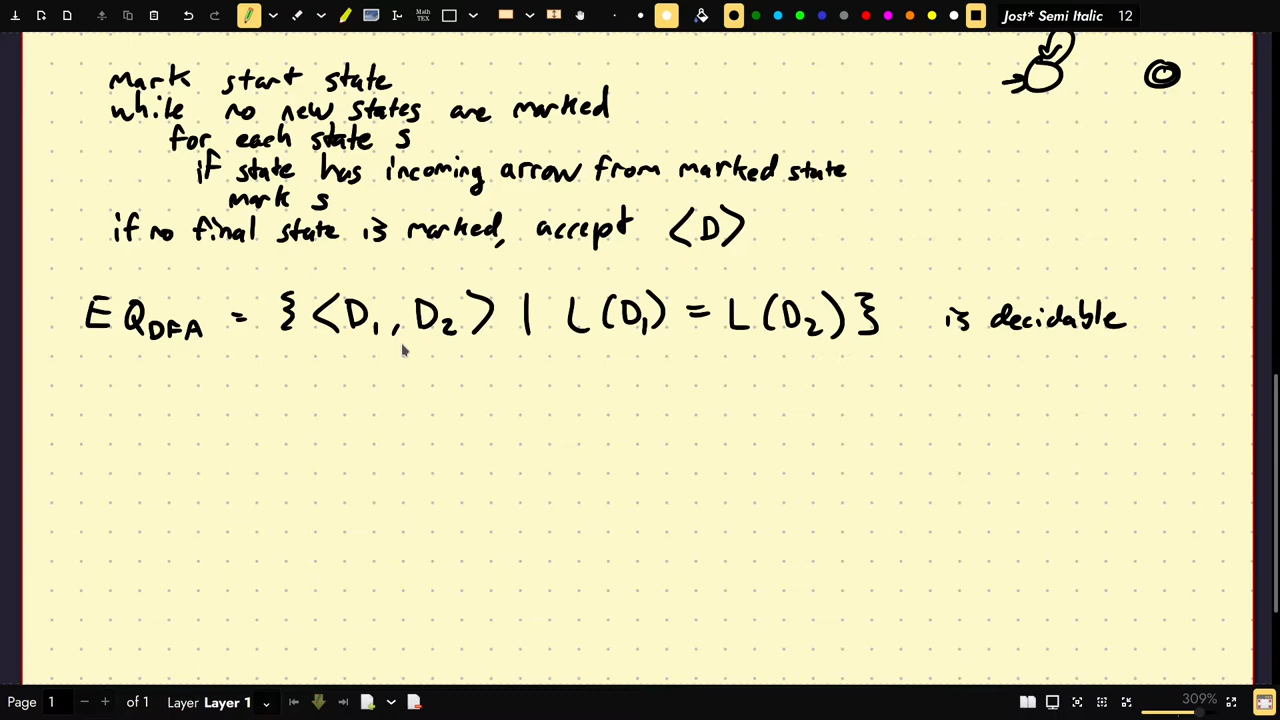 Math
TEX
Jost* Semi Italic 12
mark start state
while no new states are marked
for each state s
if state has incoming arrow from marked state
mark s
if no final state is marked, accept <D>
EQ_DFA = {<D₁, D₂> | L(D₁) = L(D₂)} is decidable
Page 1 of 1 Layer Layer 1 309%